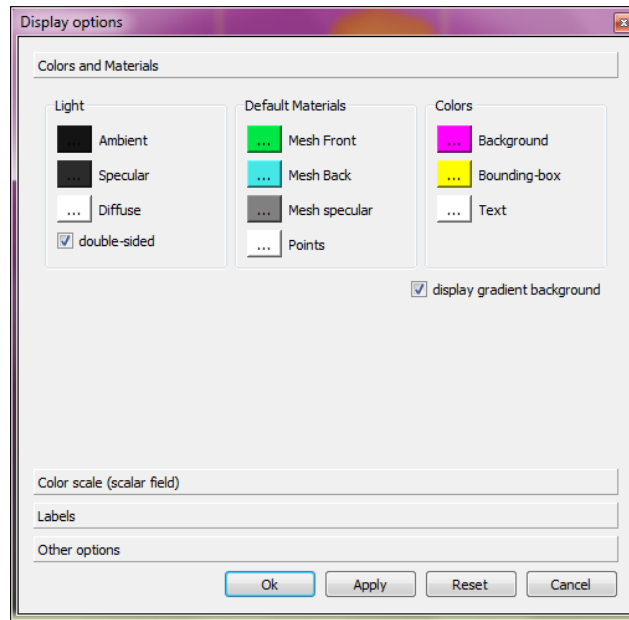 Display options
Colors and Materials
Light
... Ambient
... Specular
... Diffuse
double-sided
Default Materials
... Mesh Front
... Mesh Back
... Mesh specular
... Points
Colors
... Background
... Bounding-box
... Text
display gradient background
Color scale (scalar field)
Labels
Other options
Ok Apply Reset Cancel